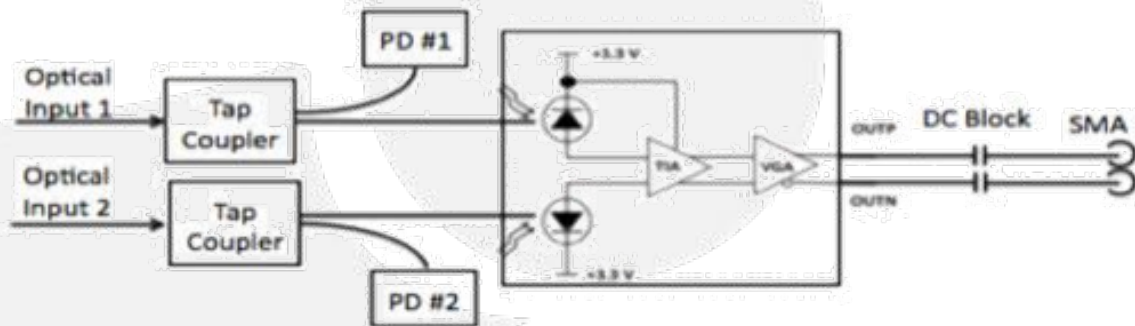 PD #1
+3.3 V
Optical
Input 1
Tap
Coupler
OUTP
DC Block
SMA
TIA
VGA
Optical
Input 2
Tap
Coupler
OUTN
+3.3 V
PD #2